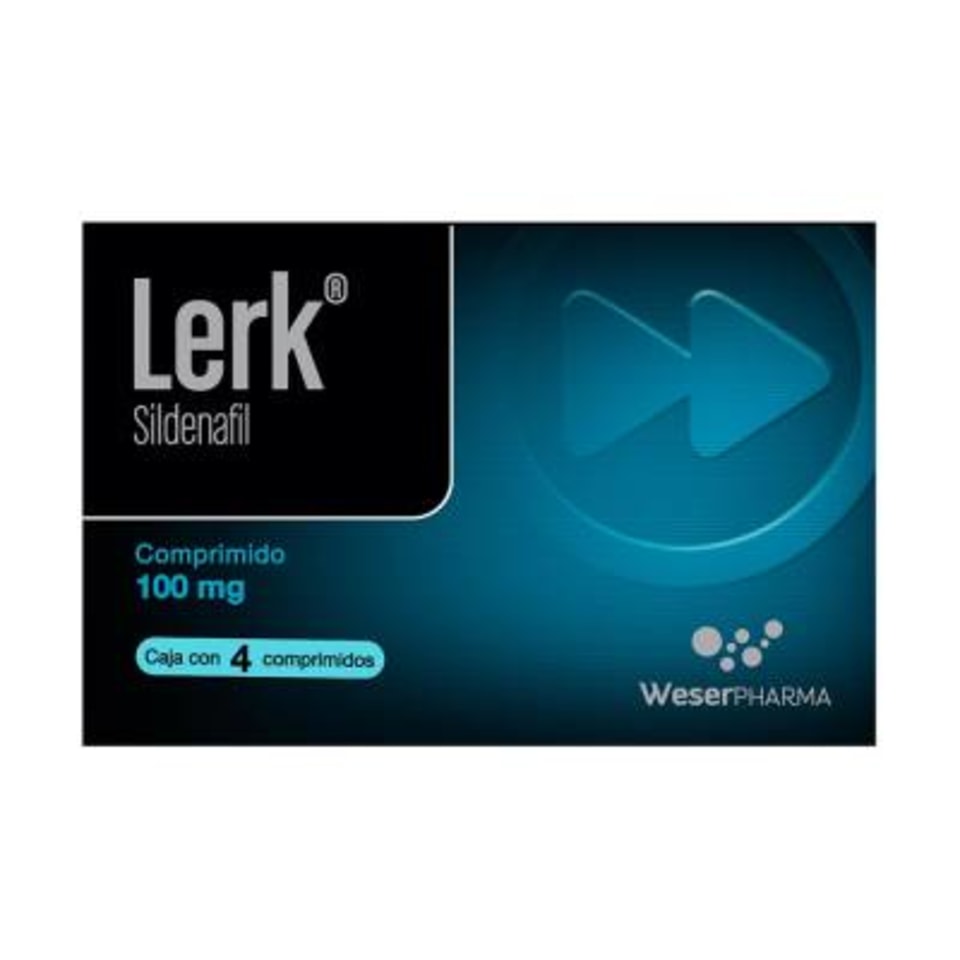 Lerk®
Sildenafil
Comprimido
100 mg
Caja con 4 comprimidos
WeserPHARMA